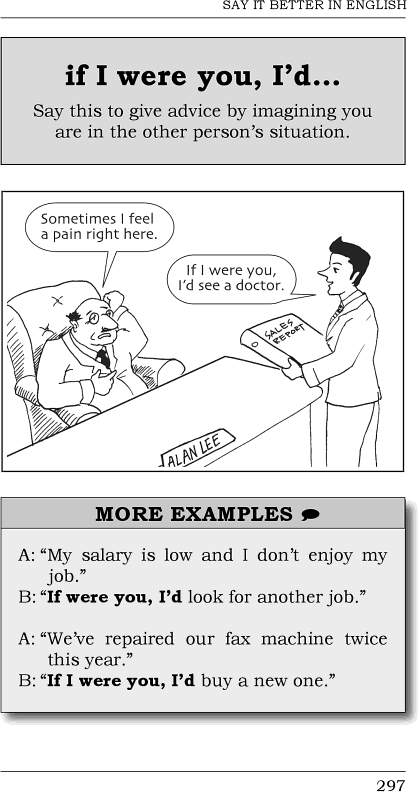 SAY IT BETTER IN ENGLISH
if I were you, I’d...
Say this to give advice by imagining you
are in the other person’s situation.
Sometimes I feel
a pain right here.
If I were you,
I’d see a doctor.
SALES
REPORT
ALAN LEE
MORE EXAMPLES
A: “My salary is low and I don’t enjoy my
job.”
B: “If were you, I’d look for another job.”
A: “We’ve repaired our fax machine twice
this year.”
B: “If I were you, I’d buy a new one.”
297